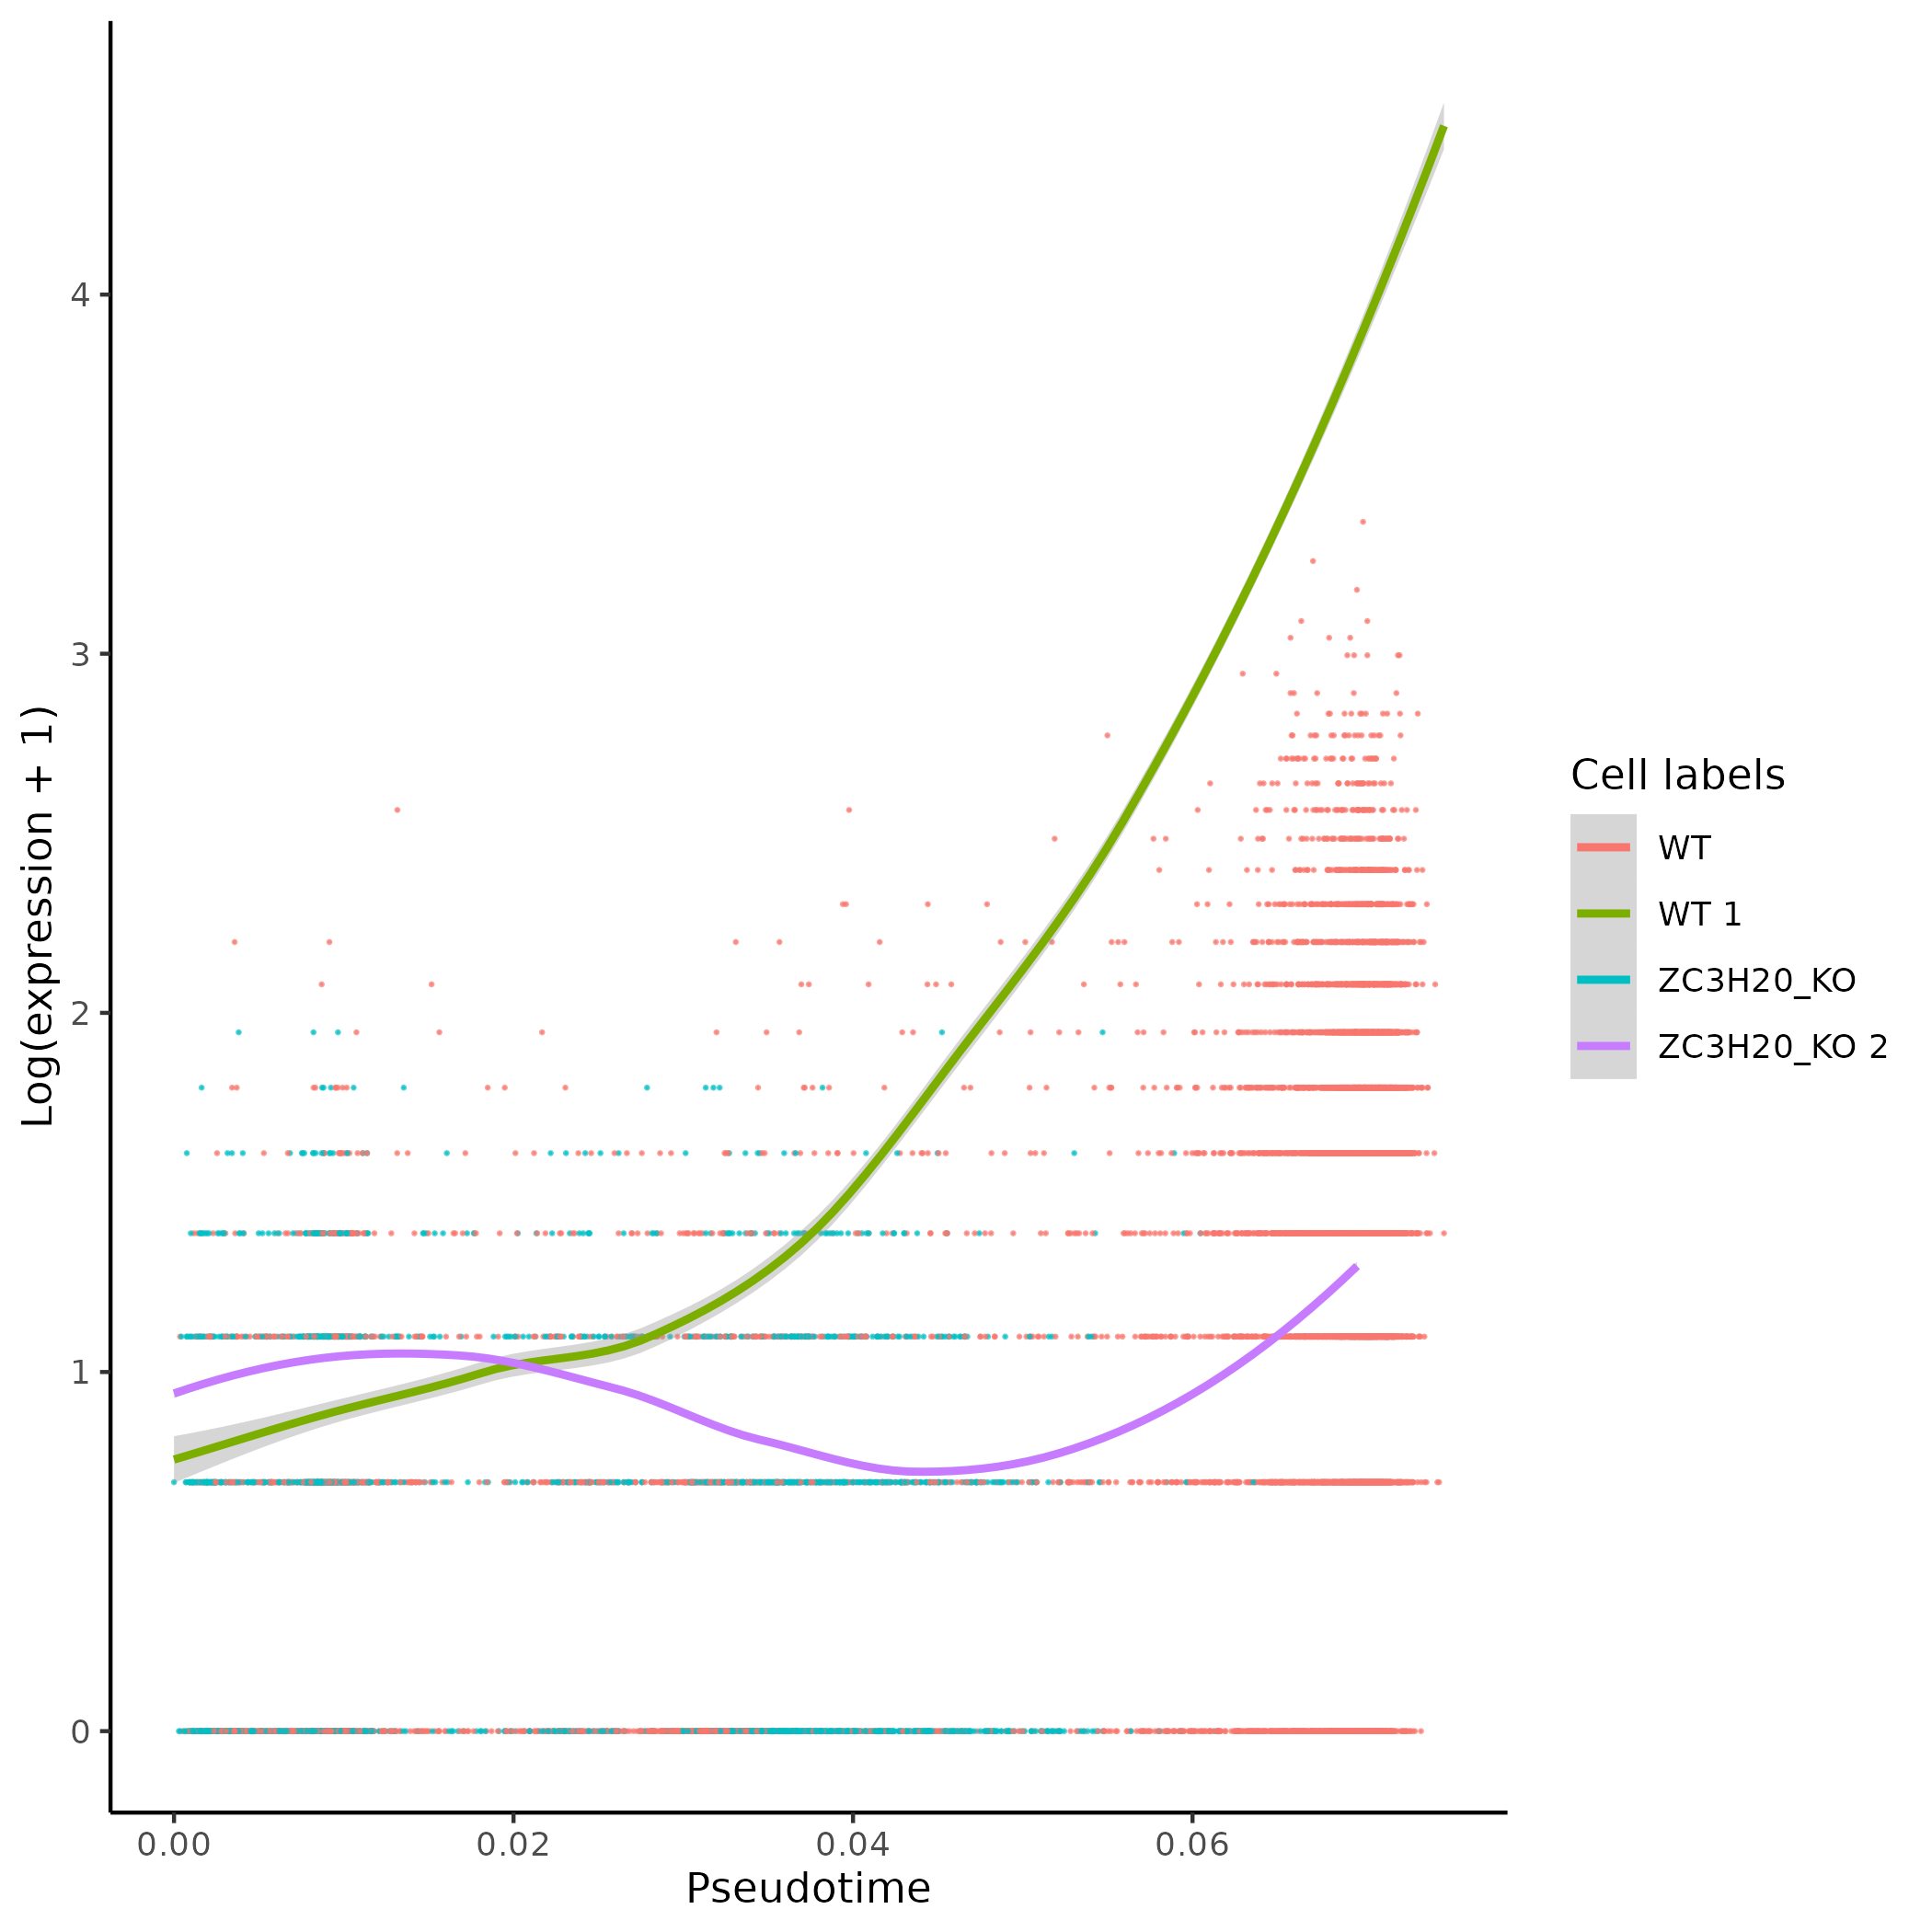 Log(expression + 1)
4
3
2
1
0
0.00
0.02
0.04
0.06
Pseudotime
Cell labels
WT
WT 1
ZC3H20_KO
ZC3H20_KO 2